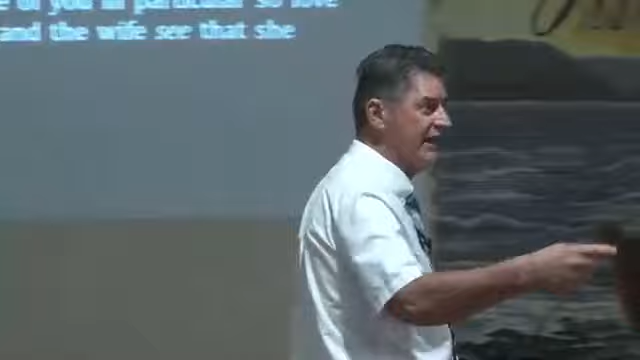 of you in particular so love
and the wife see that she